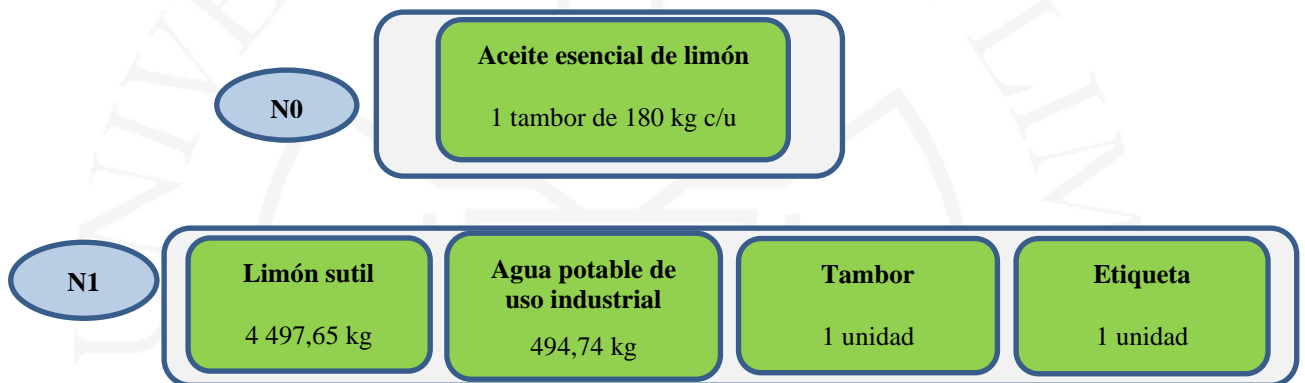 Aceite esencial de limón
1 tambor de 180 kg c/u
N0
N1
Limón sutil
4 497,65 kg
Agua potable de
uso industrial
494,74 kg
Tambor
1 unidad
Etiqueta
1 unidad